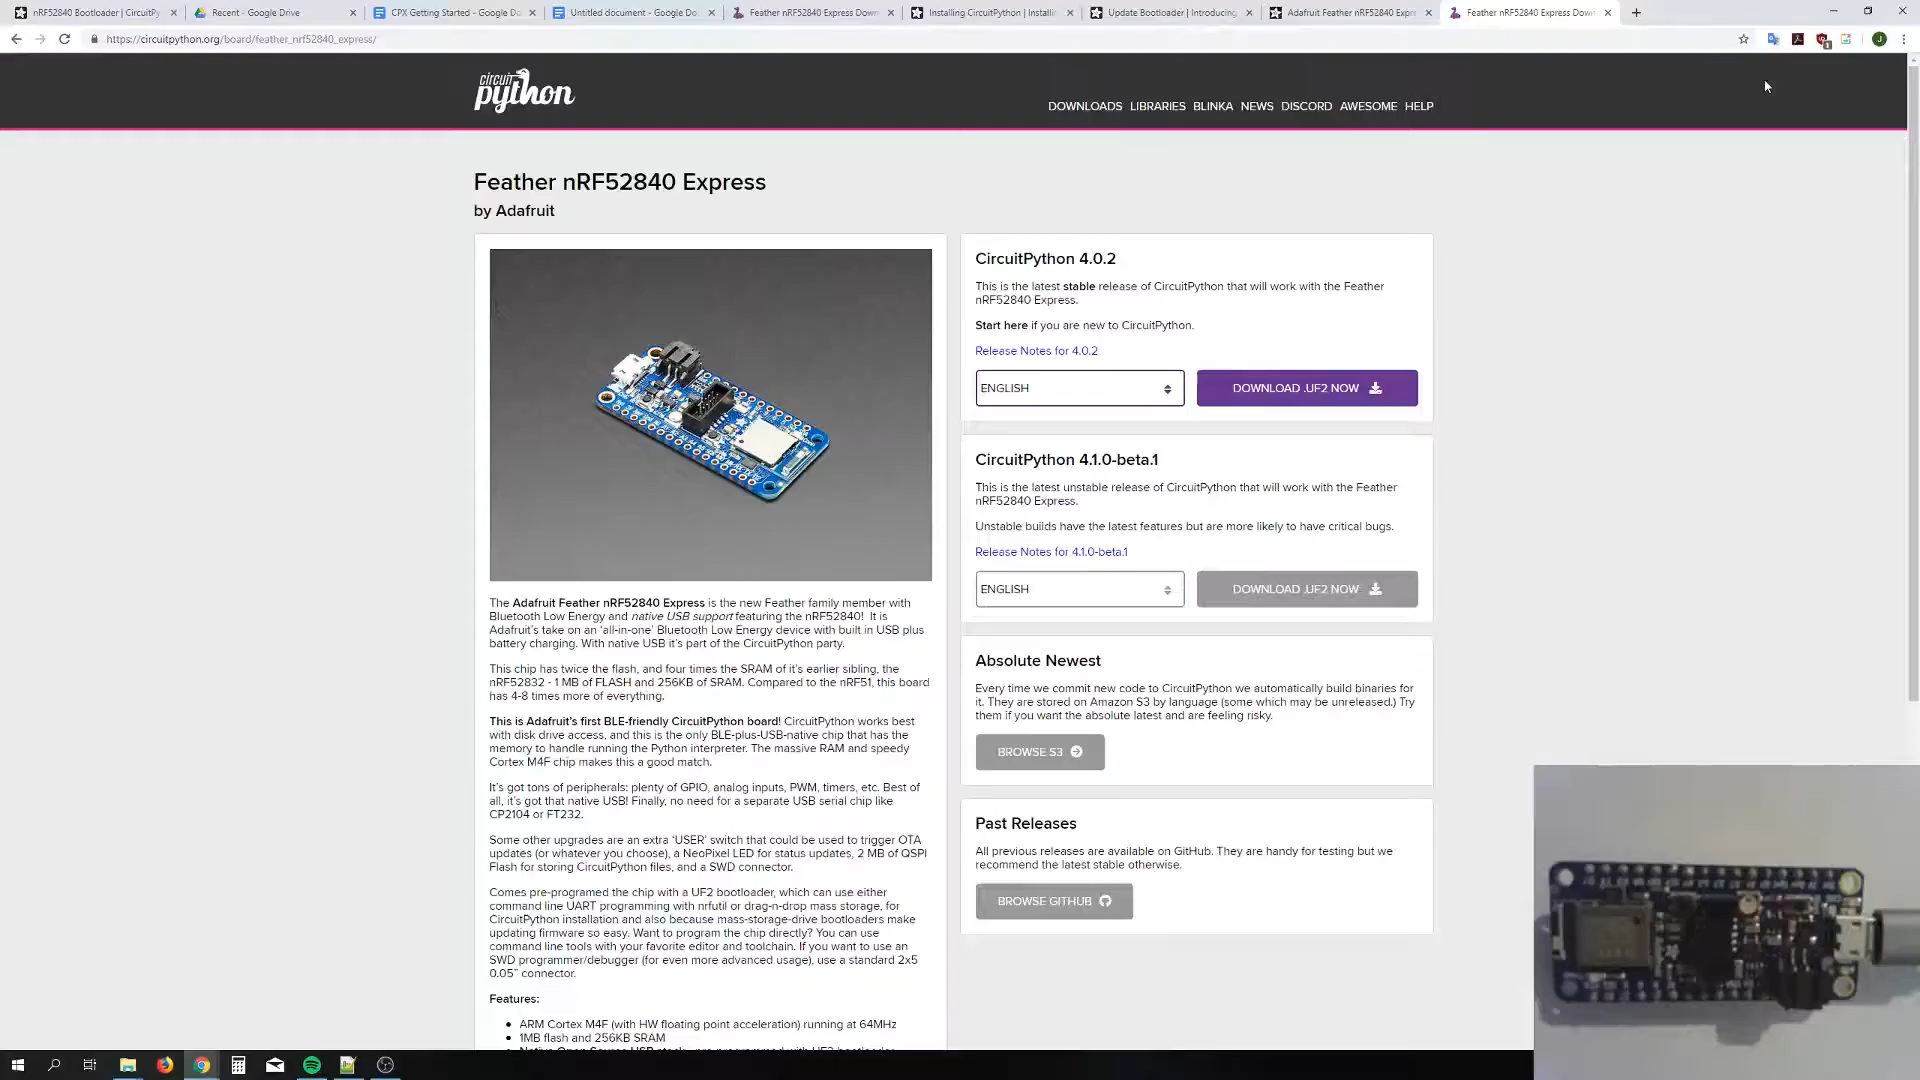 nRF52840 Bootloader | CircuitPy
Recent - Google Drive
CPX Getting Started - Google Do
Untitled document - Google Do
Feather nRF52840 Express Down
Installing CircuitPython | Installi
Update Bootloader | Introducing
Adafruit Feather nRF52840 Expre
Feather nRF52840 Express Down
https://circuitpython.org/board/feather_nrf52840_express/
circuit
python
DOWNLOADS LIBRARIES BLINKA NEWS DISCORD AWESOME HELP
Feather nRF52840 Express
by Adafruit
The Adafruit Feather nRF52840 Express is the new Feather family member with
Bluetooth Low Energy and native USB support featuring the nRF52840! It is
Adafruit's take on an 'all-in-one' Bluetooth Low Energy device with built in USB plus
battery charging. With native USB it's part of the CircuitPython party.
This chip has twice the flash, and four times the SRAM of it's earlier sibling, the
nRF52832 - 1 MB of FLASH and 256KB of SRAM. Compared to the nRF51, this board
has 4-8 times more of everything.
This is Adafruit's first BLE-friendly CircuitPython board! CircuitPython works best
with disk drive access, and this is the only BLE-plus-USB-native chip that has the
memory to handle running the Python interpreter. The massive RAM and speedy
Cortex M4F chip makes this a good match.
It's got tons of peripherals: plenty of GPIO, analog inputs, PWM, timers, etc. Best of
all, it's got that native USB! Finally, no need for a separate USB serial chip like
CP2104 or FT232.
Some other upgrades are an extra 'USER' switch that could be used to trigger OTA
updates (or whatever you choose), a NeoPixel LED for status updates, 2 MB of QSPI
Flash for storing CircuitPython files, and a SWD connector.
Comes pre-programed the chip with a UF2 bootloader, which can use either
command line UART programming with nrfutil or drag-n-drop mass storage, for
CircuitPython installation and also because mass-storage-drive bootloaders make
updating firmware so easy. Want to program the chip directly? You can use
command line tools with your favorite editor and toolchain. If you want to use an
SWD programmer/debugger (for even more advanced usage), use a standard 2x5
0.05" connector.
Features:
ARM Cortex M4F (with HW floating point acceleration) running at 64MHz
1MB flash and 256KB SRAM
CircuitPython 4.0.2
This is the latest stable release of CircuitPython that will work with the Feather
nRF52840 Express.
Start here if you are new to CircuitPython.
Release Notes for 4.0.2
ENGLISH
DOWNLOAD .UF2 NOW
CircuitPython 4.1.0-beta.1
This is the latest unstable release of CircuitPython that will work with the Feather
nRF52840 Express.
Unstable builds have the latest features but are more likely to have critical bugs.
Release Notes for 4.1.0-beta.1
ENGLISH
DOWNLOAD .UF2 NOW
Absolute Newest
Every time we commit new code to CircuitPython we automatically build binaries for
it. They are stored on Amazon S3 by language (some which may be unreleased.) Try
them if you want the absolute latest and are feeling risky.
BROWSE S3
Past Releases
All previous releases are available on GitHub. They are handy for testing but we
recommend the latest stable otherwise.
BROWSE GITHUB